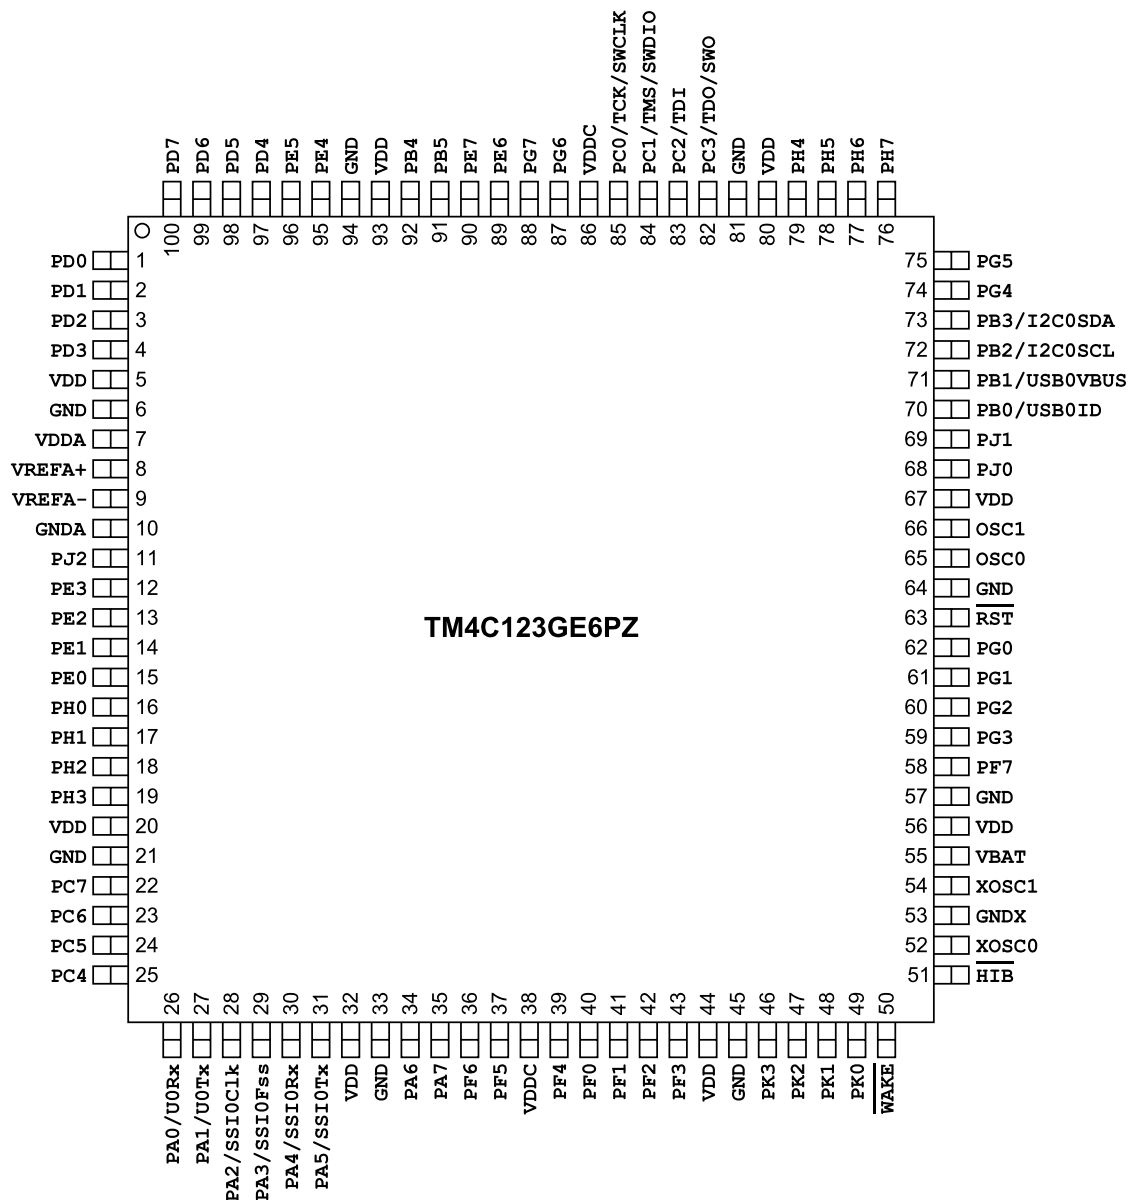 PD7 PD6 PD5 PD4 PE5 PE4 GND VDD PB4 PB5 PE7 PE6 PG7 PG6 VDDC PC0/TCK/SWCLK PC1/TMS/SWDIO PC2/TDI PC3/TDO/SWO GND VDD PH4 PH5 PH6 PH7
100 99 98 97 96 95 94 93 92 91 90 89 88 87 86 85 84 83 82 81 80 79 78 77 76
PD0 1 75 PG5
PD1 2 74 PG4
PD2 3 73 PB3/I2C0SDA
PD3 4 72 PB2/I2C0SCL
VDD 5 71 PB1/USB0VBUS
GND 6 70 PB0/USB0ID
VDDA 7 69 PJ1
VREFA+ 8 68 PJ0
VREFA- 9 67 VDD
GNDA 10 66 OSC1
PJ2 11 65 OSC0
PE3 12 64 GND
PE2 13 63 RST
TM4C123GE6PZ
PE1 14 62 PG0
PE0 15 61 PG1
PH0 16 60 PG2
PH1 17 59 PG3
PH2 18 58 PF7
PH3 19 57 GND
VDD 20 56 VDD
GND 21 55 VBAT
PC7 22 54 XOSC1
PC6 23 53 GNDX
PC5 24 52 XOSC0
PC4 25 51 HIB
26 27 28 29 30 31 32 33 34 35 36 37 38 39 40 41 42 43 44 45 46 47 48 49 50
PA0/U0Rx PA1/U0Tx PA2/SSI0Clk PA3/SSI0Fss PA4/SSI0Rx PA5/SSI0Tx VDD GND PA6 PA7 PF6 PF5 VDDC PF4 PF0 PF1 PF2 PF3 VDD GND PK3 PK2 PK1 PK0 WAKE